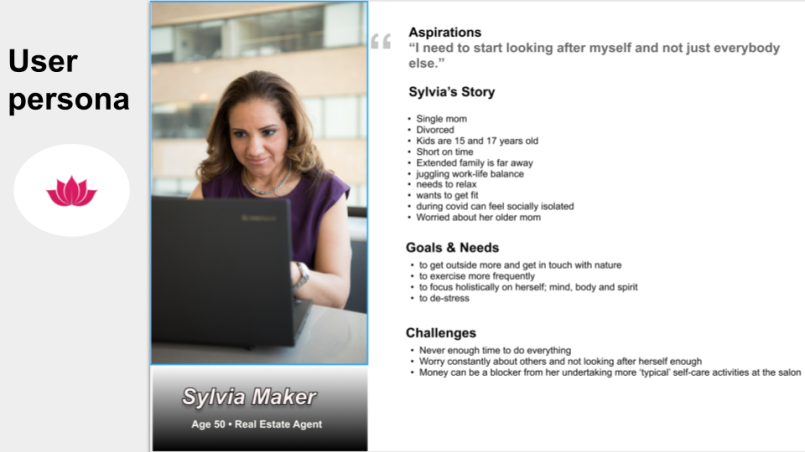 User
persona
Aspirations
“I need to start looking after myself and not just everybody
else.”
Sylvia’s Story
• Single mom
• Divorced
• Kids are 15 and 17 years old
• Short on time
• Extended family is far away
• juggling work-life balance
• needs to relax
• wants to get fit
• during covid can feel socially isolated
• Worried about her older mom
Goals & Needs
• to get outside more and get in touch with nature
• to exercise more frequently
• to focus holistically on herself; mind, body and spirit
• to de-stress
Challenges
• Never enough time to do everything
• Worry constantly about others and not looking after herself enough
• Money can be a blocker from her undertaking more ‘typical’ self-care activities at the salon
Sylvia Maker
Age 50 • Real Estate Agent